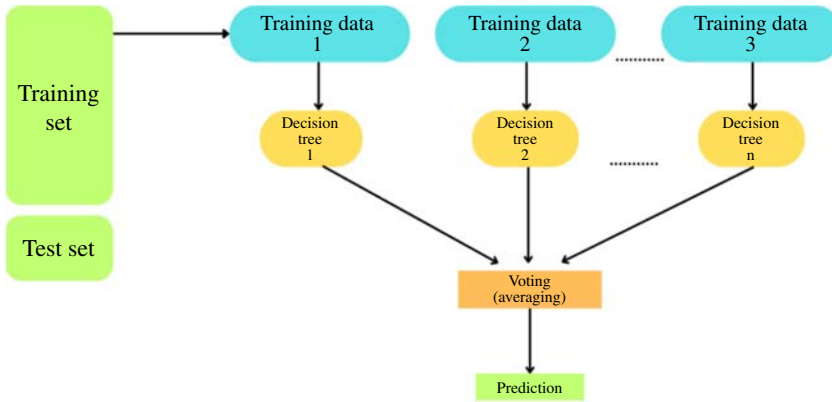 Training
set
Test set
Training data
1
Training data
2
Training data
3
Decision
tree
1
Decision
tree
2
Decision
tree
n
Voting
(averaging)
Prediction